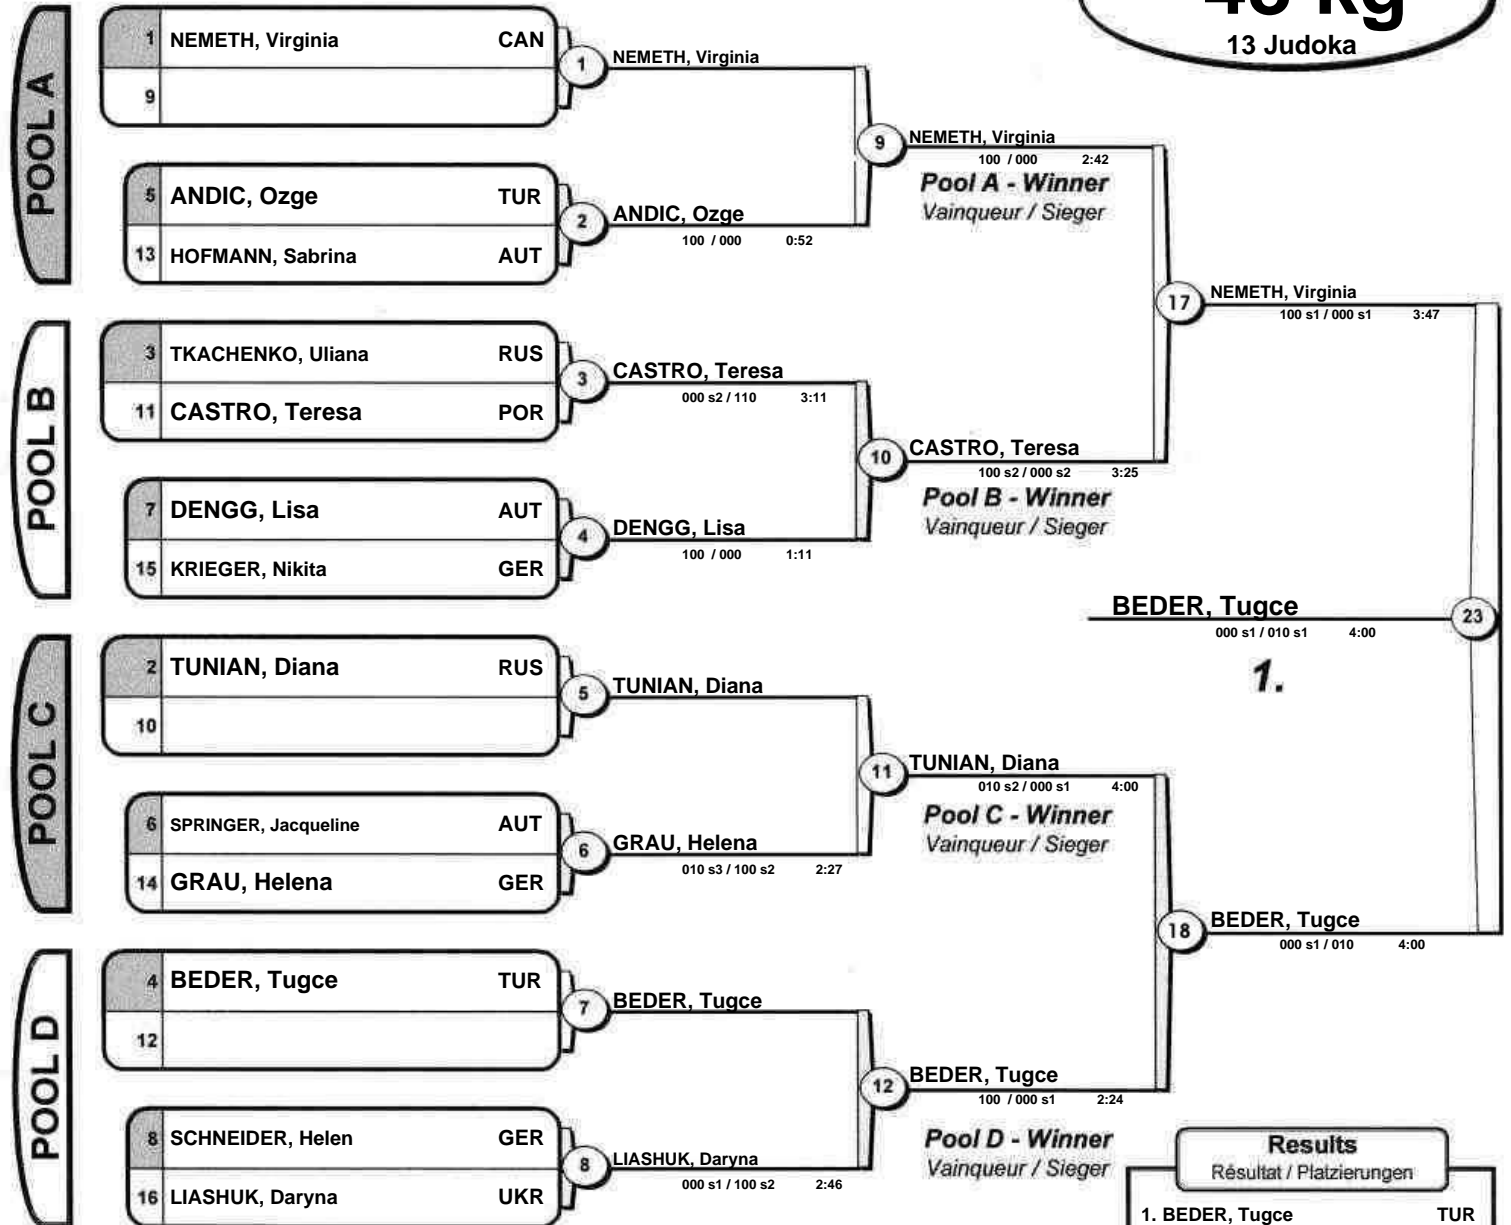 48 kg
13 Judoka
POOL A
1 NEMETH, Virginia CAN
9
1
NEMETH, Virginia
5 ANDIC, Ozge TUR
13 HOFMANN, Sabrina AUT
2
ANDIC, Ozge
100 / 000 0:52
9
NEMETH, Virginia
100 / 000 2:42
Pool A - Winner
Vainqueur / Sieger
POOL B
3 TKACHENKO, Uliana RUS
11 CASTRO, Teresa POR
3
CASTRO, Teresa
000 s2 / 110 3:11
7 DENGG, Lisa AUT
15 KRIEGER, Nikita GER
4
DENGG, Lisa
100 / 000 1:11
10
CASTRO, Teresa
100 s2 / 000 s2 3:25
Pool B - Winner
Vainqueur / Sieger
17
NEMETH, Virginia
100 s1 / 000 s1 3:47
POOL C
2 TUNIAN, Diana RUS
10
5
TUNIAN, Diana
6 SPRINGER, Jacqueline AUT
14 GRAU, Helena GER
6
GRAU, Helena
010 s3 / 100 s2 2:27
11
TUNIAN, Diana
010 s2 / 000 s1 4:00
Pool C - Winner
Vainqueur / Sieger
POOL D
4 BEDER, Tugce TUR
12
7
BEDER, Tugce
8 SCHNEIDER, Helen GER
16 LIASHUK, Daryna UKR
8
LIASHUK, Daryna
000 s1 / 100 s2 2:46
12
BEDER, Tugce
100 / 000 s1 2:24
Pool D - Winner
Vainqueur / Sieger
18
BEDER, Tugce
000 s1 / 010 4:00
BEDER, Tugce
23
000 s1 / 010 s1 4:00
1.
Results
Résultat / Platzierungen
1. BEDER, Tugce TUR